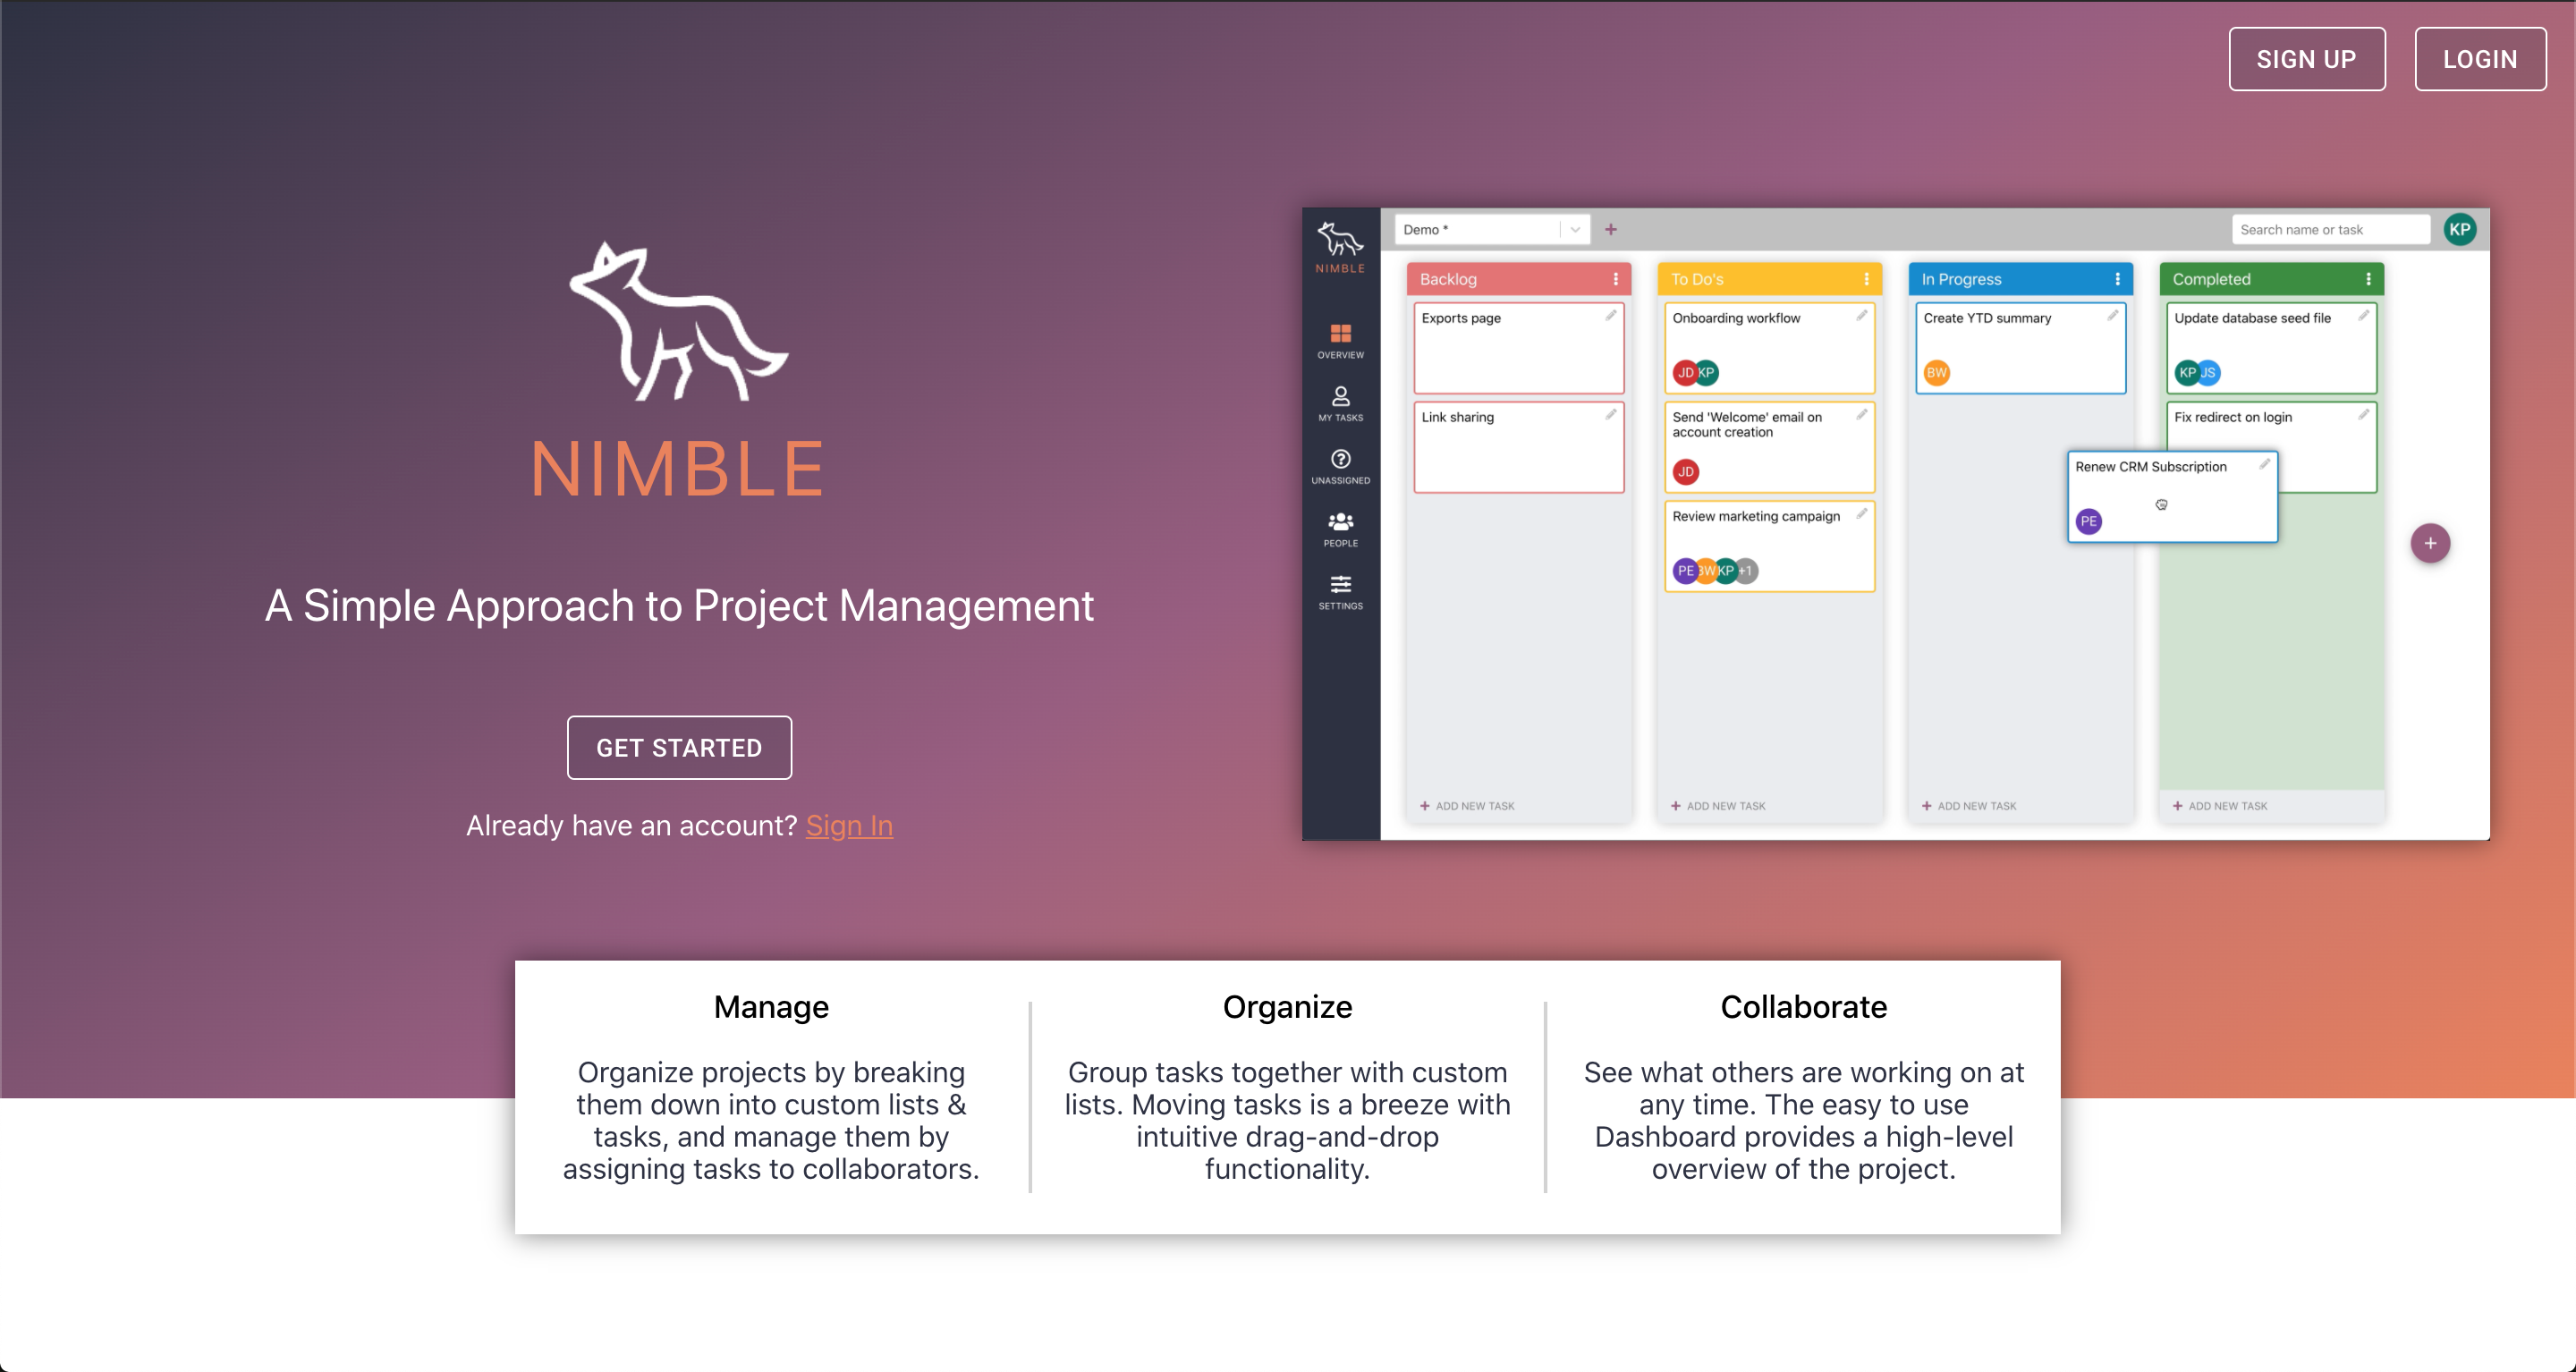 SIGN UP
LOGIN
NIMBLE
A Simple Approach to Project Management
GET STARTED
Already have an account? Sign In
NIMBLE
OVERVIEW
MY TASKS
UNASSIGNED
PEOPLE
SETTINGS
Demo *
Search name or task
KP
Backlog
Exports page
Link sharing
+ ADD NEW TASK
To Do's
Onboarding workflow
JD KP
Send 'Welcome' email on
account creation
JD
Review marketing campaign
PE BW KP +1
+ ADD NEW TASK
In Progress
Create YTD summary
BW
+ ADD NEW TASK
Completed
Update database seed file
KP JS
Fix redirect on login
Renew CRM Subscription
PE
+ ADD NEW TASK
Manage
Organize projects by breaking
them down into custom lists &
tasks, and manage them by
assigning tasks to collaborators.
Organize
Group tasks together with custom
lists. Moving tasks is a breeze with
intuitive drag-and-drop
functionality.
Collaborate
See what others are working on at
any time. The easy to use
Dashboard provides a high-level
overview of the project.